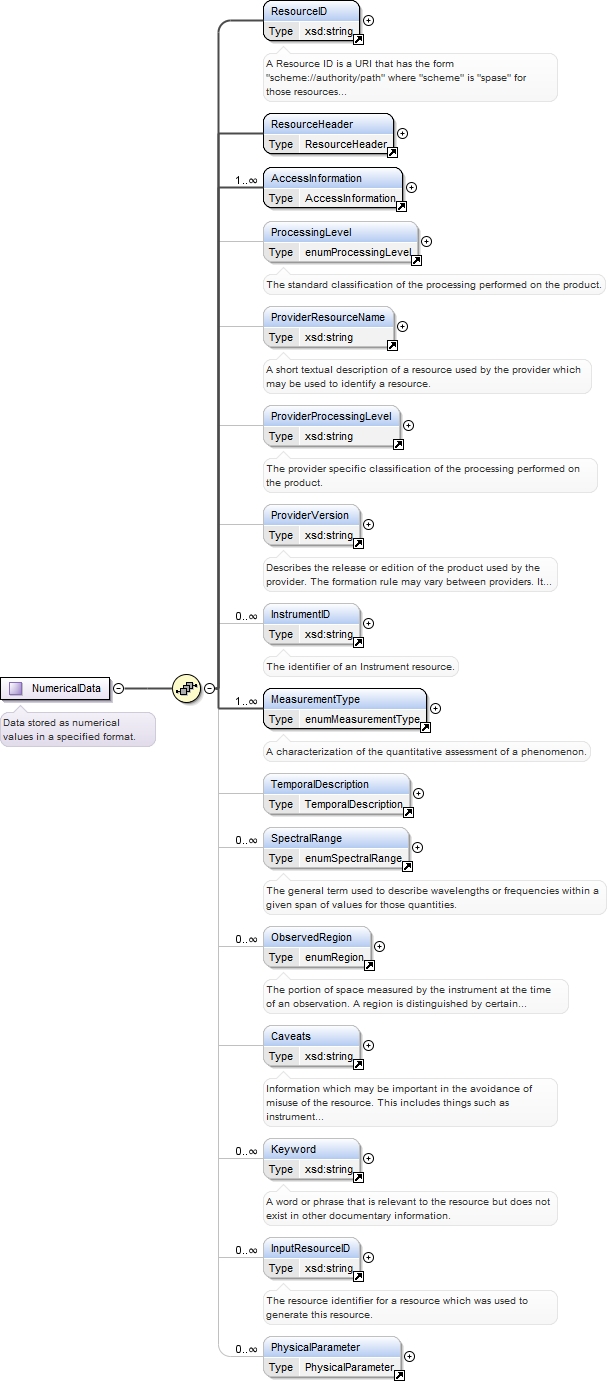 ResourceID
Type xsd:string
A Resource ID is a URI that has the form
"scheme://authority/path" where "scheme" is "spase" for
those resources...
ResourceHeader
Type ResourceHeader
1..∞
AccessInformation
Type AccessInformation
ProcessingLevel
Type enumProcessingLevel
The standard classification of the processing performed on the product.
ProviderResourceName
Type xsd:string
A short textual description of a resource used by the provider which
may be used to identify a resource.
ProviderProcessingLevel
Type xsd:string
The provider specific classification of the processing performed on
the product.
ProviderVersion
Type xsd:string
Describes the release or edition of the product used by the
provider. The formation rule may vary between providers. It...
0..∞
InstrumentID
Type xsd:string
The identifier of an Instrument resource.
NumericalData
Data stored as numerical
values in a specified format.
1..∞
MeasurementType
Type enumMeasurementType
A characterization of the quantitative assessment of a phenomenon.
TemporalDescription
Type TemporalDescription
0..∞
SpectralRange
Type enumSpectralRange
The general term used to describe wavelengths or frequencies within a
given span of values for those quantities.
0..∞
ObservedRegion
Type enumRegion
The portion of space measured by the instrument at the time
of an observation. A region is distinguished by certain...
Caveats
Type xsd:string
Information which may be important in the avoidance of
misuse of the resource. This includes things such as
instrument...
0..∞
Keyword
Type xsd:string
A word or phrase that is relevant to the resource but does not
exist in other documentary information.
0..∞
InputResourceID
Type xsd:string
The resource identifier for a resource which was used to
generate this resource.
0..∞
PhysicalParameter
Type PhysicalParameter